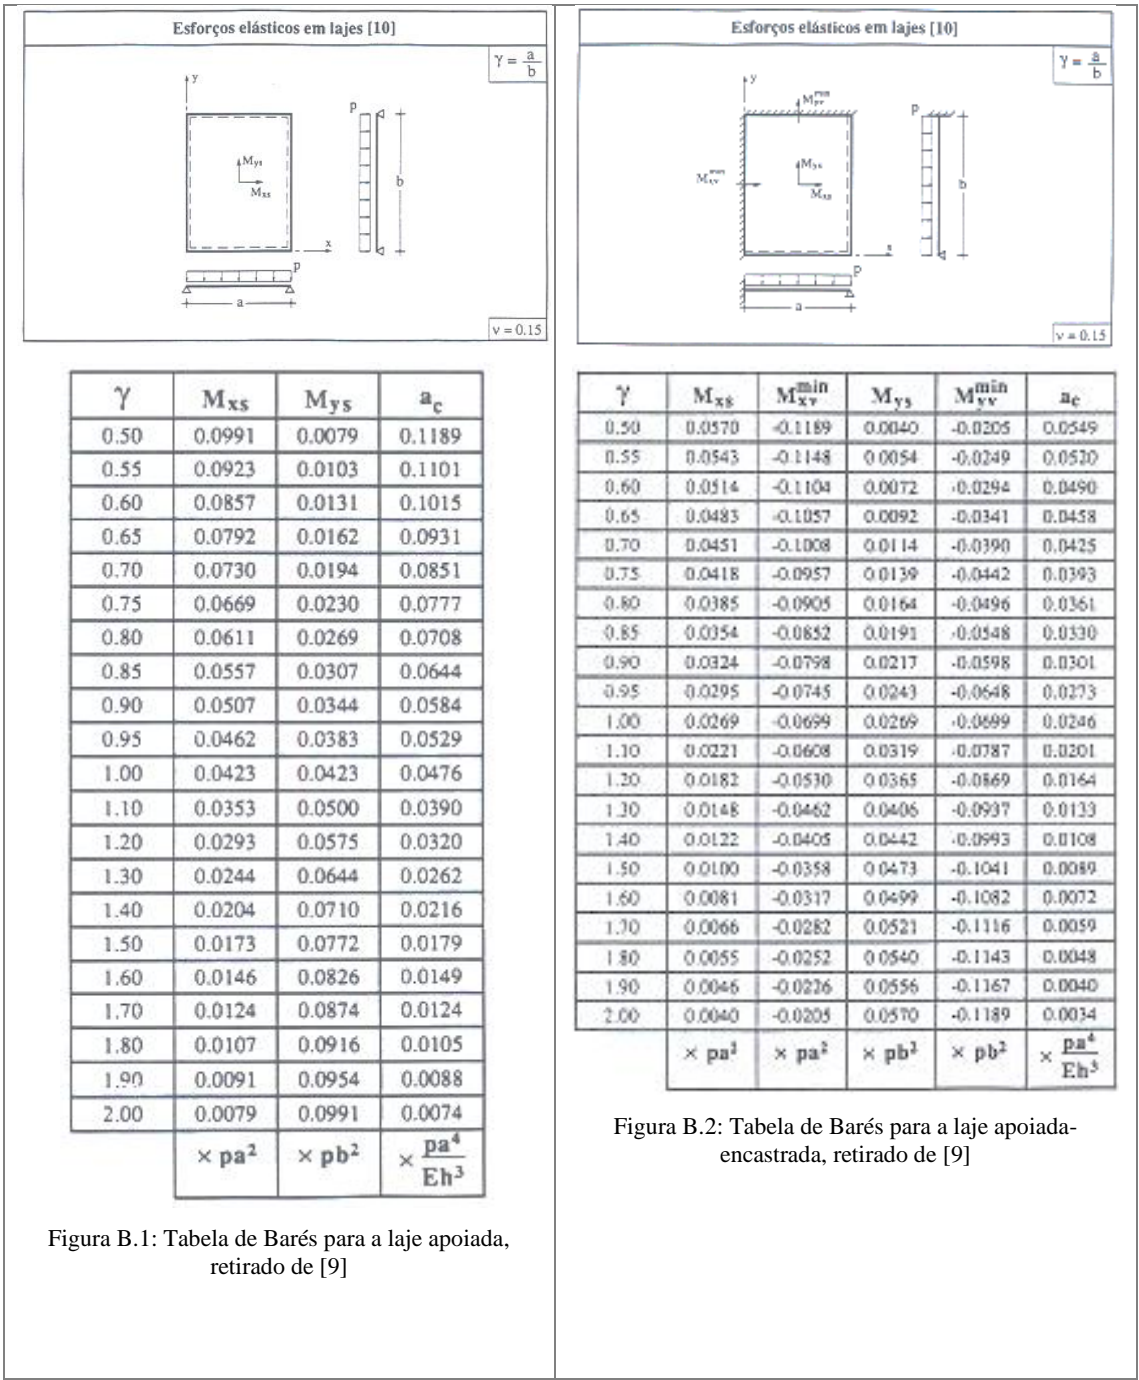 Esforços elásticos em lajes [10]
γ = a/b
y
p
Mys
Mxs
b
x
p
a
ν = 0.15
γ Mxs Mys ac
0.50 0.0991 0.0079 0.1189
0.55 0.0923 0.0103 0.1101
0.60 0.0857 0.0131 0.1015
0.65 0.0792 0.0162 0.0931
0.70 0.0730 0.0194 0.0851
0.75 0.0669 0.0230 0.0777
0.80 0.0611 0.0269 0.0708
0.85 0.0557 0.0307 0.0644
0.90 0.0507 0.0344 0.0584
0.95 0.0462 0.0383 0.0529
1.00 0.0423 0.0423 0.0476
1.10 0.0353 0.0500 0.0390
1.20 0.0293 0.0575 0.0320
1.30 0.0244 0.0644 0.0262
1.40 0.0204 0.0710 0.0216
1.50 0.0173 0.0772 0.0179
1.60 0.0146 0.0826 0.0149
1.70 0.0124 0.0874 0.0124
1.80 0.0107 0.0916 0.0105
1.90 0.0091 0.0954 0.0088
2.00 0.0079 0.0991 0.0074
× pa² × pb² × pa⁴/Eh³
Figura B.1: Tabela de Barés para a laje apoiada,
retirado de [9]
Esforços elásticos em lajes [10]
γ = a/b
y
Myv min
p
Mxv min
Mys
Mxs
b
p
a
ν = 0.15
γ Mxs Mxv min Mys Myv min ac
0.50 0.0570 -0.1189 0.0040 -0.0205 0.0549
0.55 0.0543 -0.1148 0.0054 -0.0249 0.0520
0.60 0.0514 -0.1104 0.0072 -0.0294 0.0490
0.65 0.0483 -0.1057 0.0092 -0.0341 0.0458
0.70 0.0451 -0.1008 0.0114 -0.0390 0.0425
0.75 0.0418 -0.0957 0.0139 -0.0442 0.0393
0.80 0.0385 -0.0905 0.0164 -0.0496 0.0361
0.85 0.0354 -0.0852 0.0191 -0.0548 0.0330
0.90 0.0324 -0.0798 0.0217 -0.0598 0.0301
0.95 0.0295 -0.0745 0.0243 -0.0648 0.0273
1.00 0.0269 -0.0699 0.0269 -0.0699 0.0246
1.10 0.0221 -0.0608 0.0319 -0.0787 0.0201
1.20 0.0182 -0.0530 0.0365 -0.0869 0.0164
1.30 0.0148 -0.0462 0.0406 -0.0937 0.0133
1.40 0.0122 -0.0405 0.0442 -0.0993 0.0108
1.50 0.0100 -0.0358 0.0473 -0.1041 0.0089
1.60 0.0081 -0.0317 0.0499 -0.1082 0.0072
1.70 0.0066 -0.0282 0.0521 -0.1116 0.0059
1.80 0.0055 -0.0252 0.0540 -0.1143 0.0048
1.90 0.0046 -0.0226 0.0556 -0.1167 0.0040
2.00 0.0040 -0.0205 0.0570 -0.1189 0.0034
× pa² × pa² × pb² × pb² × pa⁴/Eh³
Figura B.2: Tabela de Barés para a laje apoiada-
encastrada, retirado de [9]